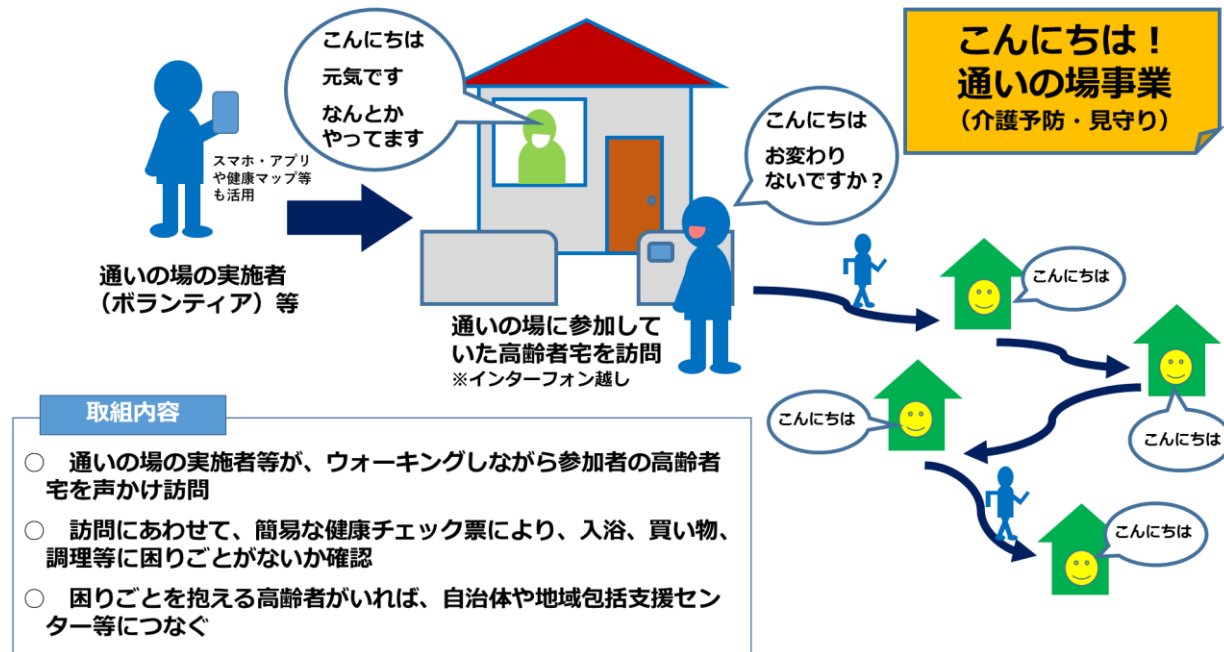 こんにちは！
通いの場事業
（介護予防・見守り）
こんにちは
元気です
なんとか
やってます
こんにちは
お変わり
ないですか？
スマホ・アプリ
や健康マップ等
も活用
通いの場の実施者
（ボランティア）等
通いの場に参加して
いた高齢者宅を訪問
※インターフォン越し
こんにちは
こんにちは
こんにちは
こんにちは
取組内容
○　通いの場の実施者等が、ウォーキングしながら参加者の高齢者
宅を声かけ訪問
○　訪問にあわせて、簡易な健康チェック票により、入浴、買い物、
調理等に困りごとがないか確認
○　困りごとを抱える高齢者がいれば、自治体や地域包括支援セン
ター等につなぐ